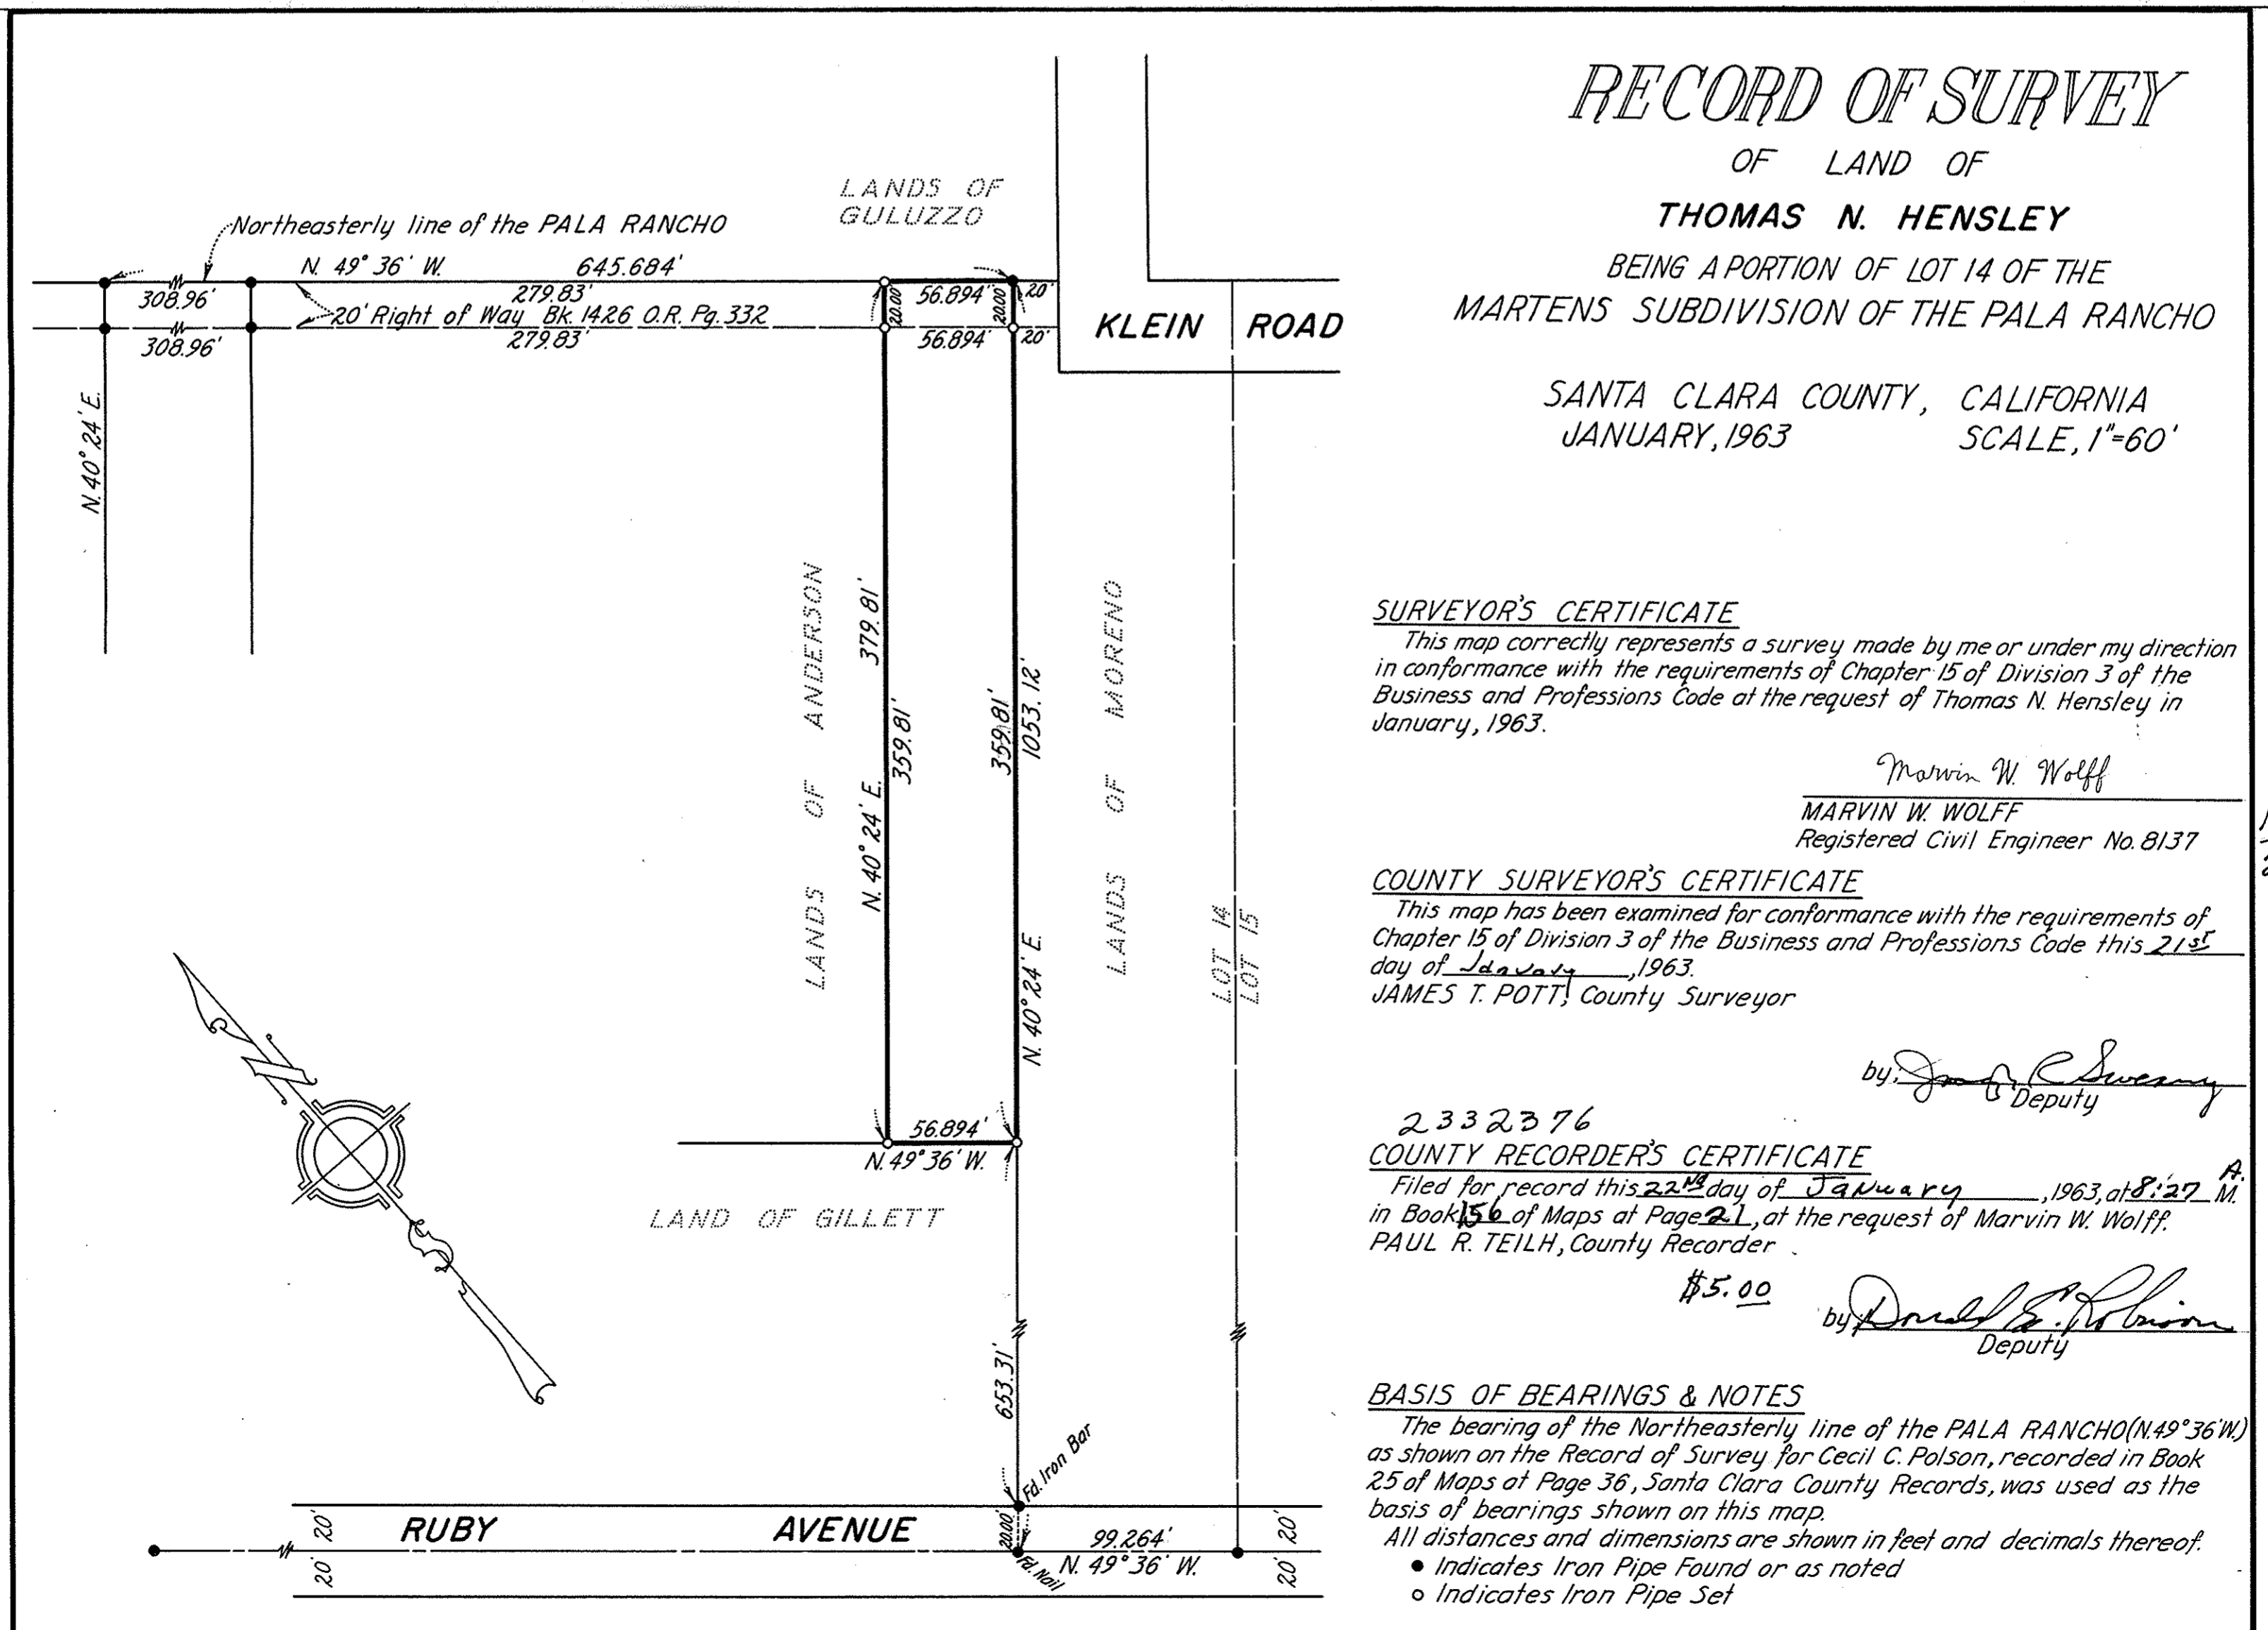 RECORD OF SURVEY
OF LAND OF
THOMAS N. HENSLEY
BEING A PORTION OF LOT 14 OF THE
MARTENS SUBDIVISION OF THE PALA RANCHO
SANTA CLARA COUNTY, CALIFORNIA
JANUARY, 1963 SCALE, 1"=60'
LANDS OF
GULUZZO
Northeasterly line of the PALA RANCHO
N. 49° 36' W. 645.684'
308.96'
279.83'
56.894'
20'
20.00'
20.00'
20' Right of Way Bk. 1426 O.R. Pg. 332
308.96'
279.83'
56.894'
20'
KLEIN ROAD
N. 40° 24' E.
LANDS OF ANDERSON
N. 40° 24' E. 379.81'
359.81'
359.81'
1053.12'
N. 40° 24' E.
LANDS OF MORENO
LOT 14
LOT 15
56.894'
N. 49° 36' W.
LAND OF GILLETT
653.31'
Fd. Iron Bar
20'
20'
RUBY AVENUE
20.00'
Fd. Nail
99.264'
N. 49° 36' W.
20'
20'
SURVEYOR'S CERTIFICATE
This map correctly represents a survey made by me or under my direction
in conformance with the requirements of Chapter 15 of Division 3 of the
Business and Professions Code at the request of Thomas N. Hensley in
January, 1963.
Marvin W. Wolff
MARVIN W. WOLFF
Registered Civil Engineer No. 8137
COUNTY SURVEYOR'S CERTIFICATE
This map has been examined for conformance with the requirements of
Chapter 15 of Division 3 of the Business and Professions Code this 21st
day of January, 1963.
JAMES T. POTT, County Surveyor
by:
Deputy
2332376
COUNTY RECORDER'S CERTIFICATE
Filed for record this 22nd day of January, 1963, at 8:27 A.M.
in Book 156 of Maps at Page 21, at the request of Marvin W. Wolff.
PAUL R. TEILH, County Recorder
$5.00
by: Donald E. Robinson
Deputy
BASIS OF BEARINGS & NOTES
The bearing of the Northeasterly line of the PALA RANCHO (N.49°36'W.)
as shown on the Record of Survey for Cecil C. Polson, recorded in Book
25 of Maps at Page 36, Santa Clara County Records, was used as the
basis of bearings shown on this map.
All distances and dimensions are shown in feet and decimals thereof.
● Indicates Iron Pipe Found or as noted
○ Indicates Iron Pipe Set